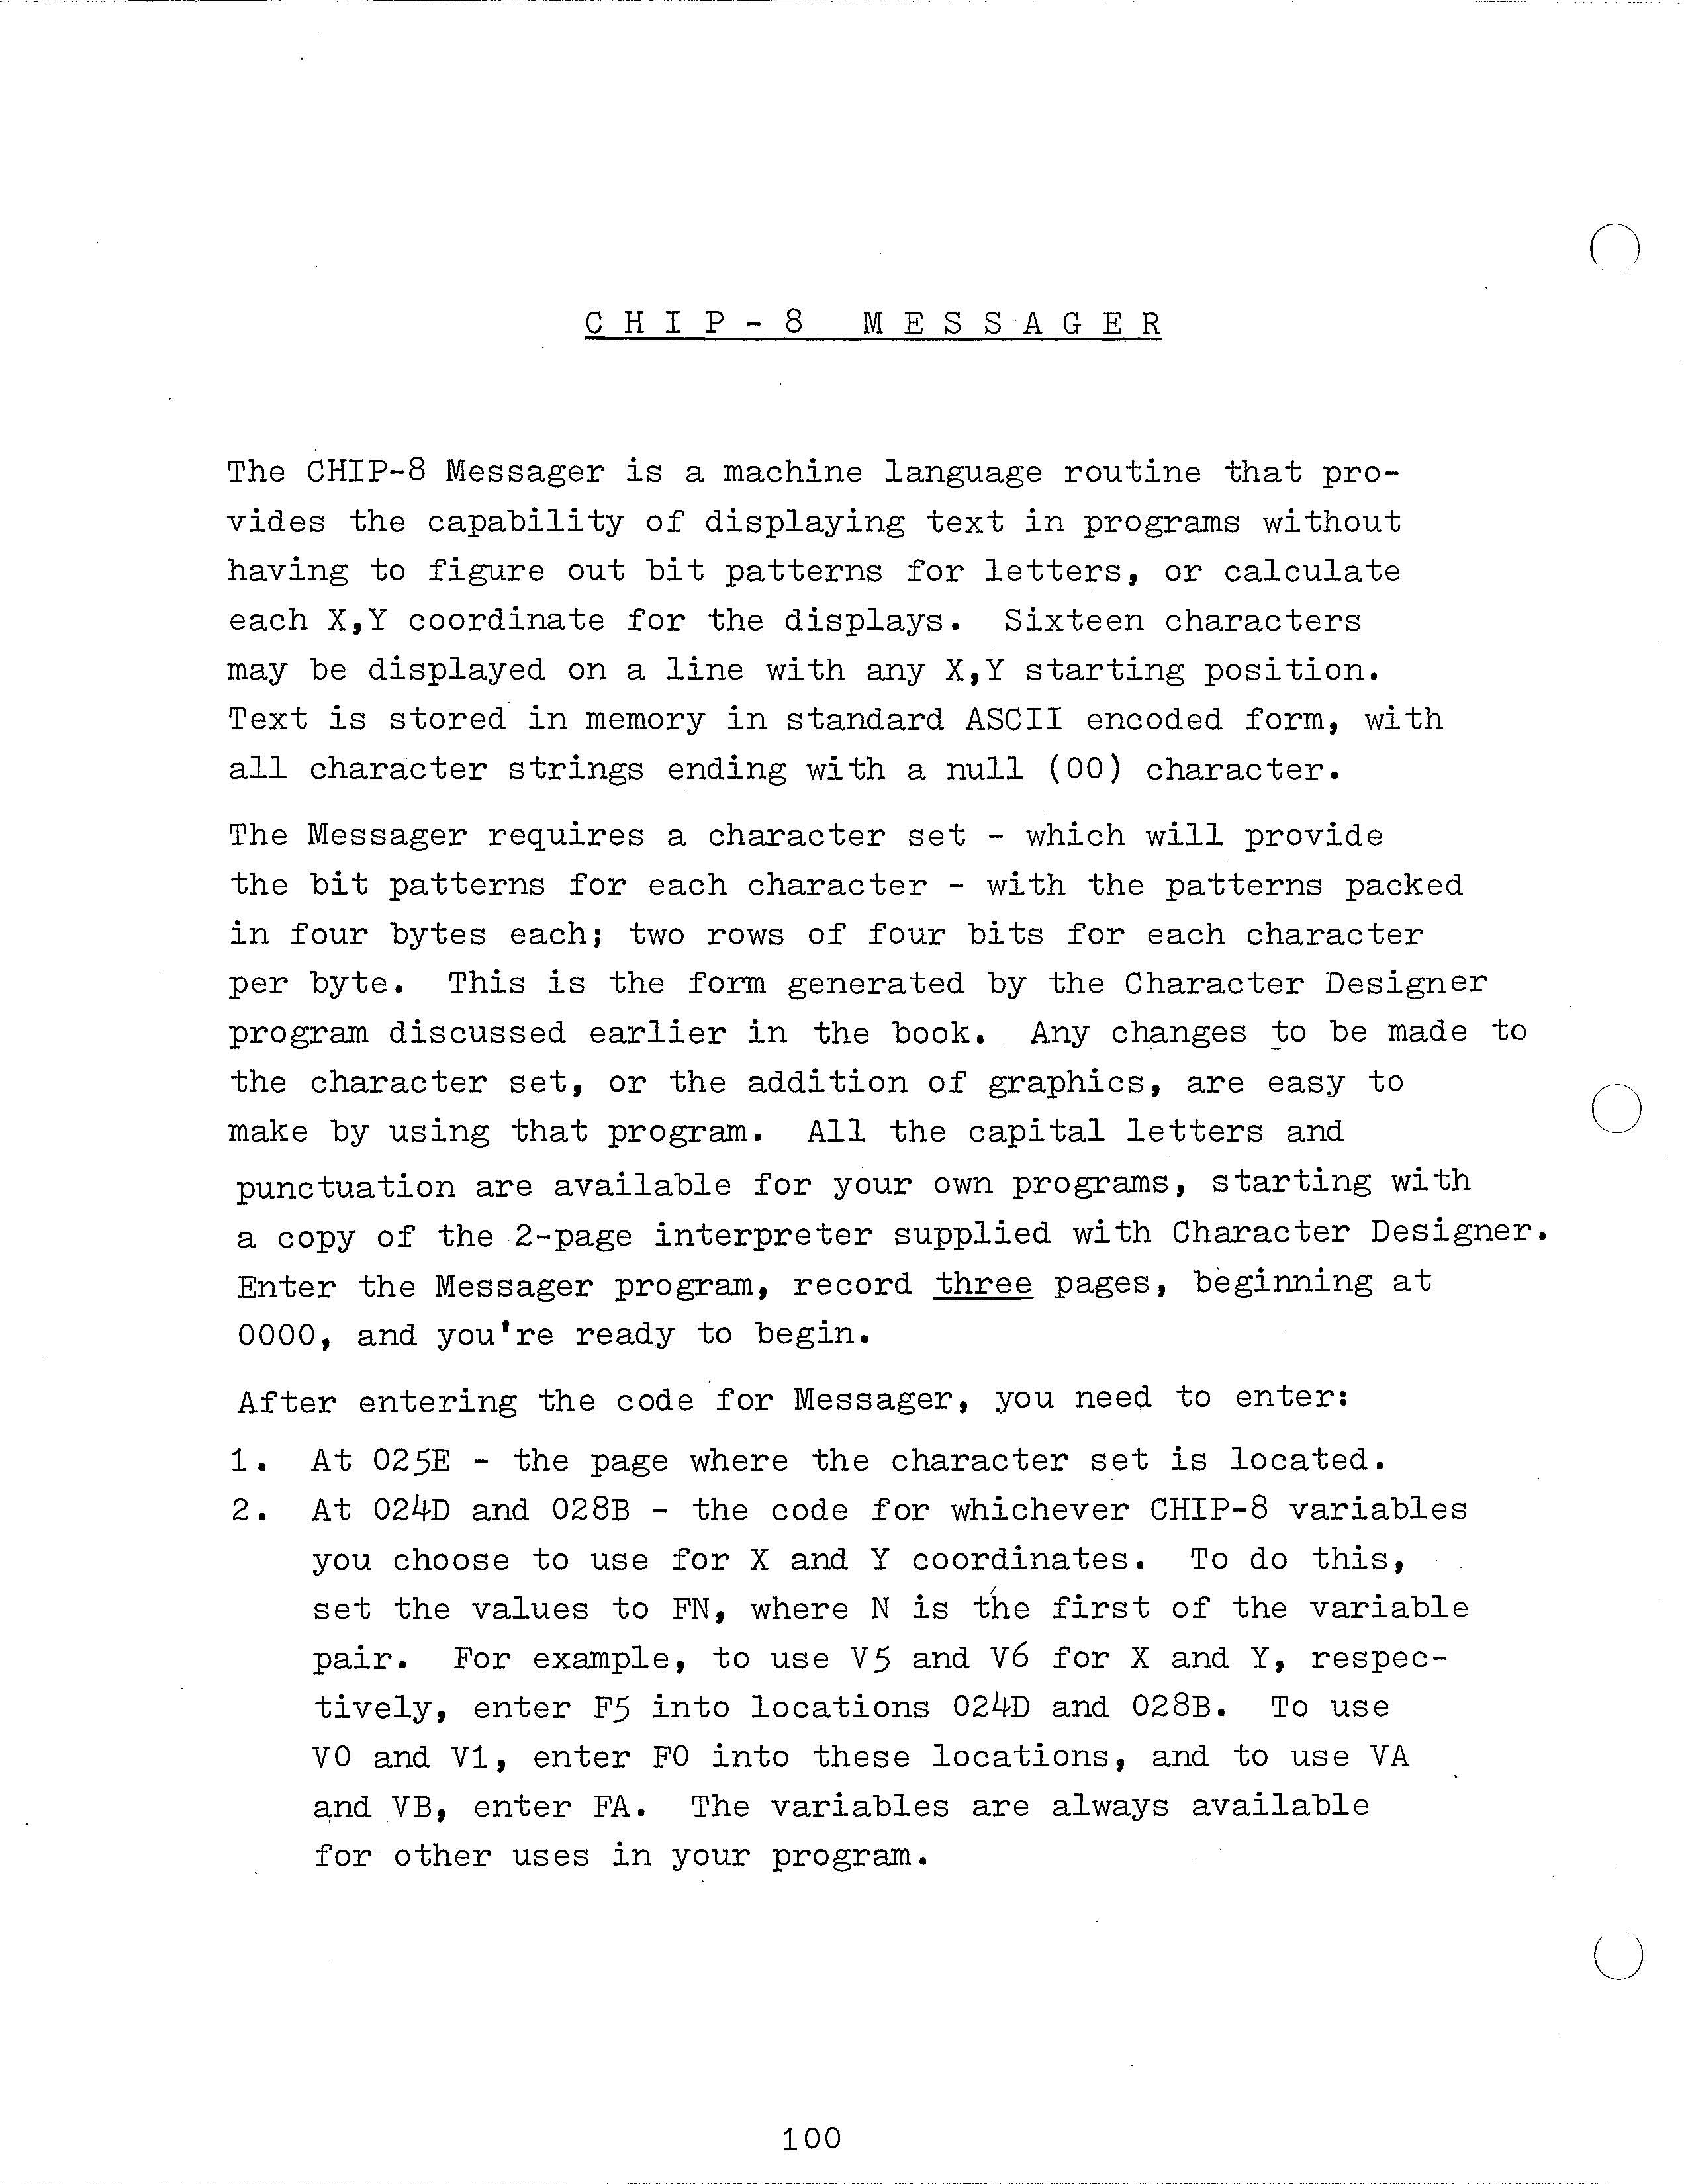 CHIP-8 MESSAGER
The CHIP-8 Messager is a machine language routine that pro-
vides the capability of displaying text in programs without
having to figure out bit patterns for letters, or calculate
each X,Y coordinate for the displays. Sixteen characters
may be displayed on a line with any X,Y starting position.
Text is stored in memory in standard ASCII encoded form, with
all character strings ending with a null (00) character.
The Messager requires a character set - which will provide
the bit patterns for each character - with the patterns packed
in four bytes each; two rows of four bits for each character
per byte. This is the form generated by the Character Designer
program discussed earlier in the book. Any changes to be made to
the character set, or the addition of graphics, are easy to
make by using that program. All the capital letters and
punctuation are available for your own programs, starting with
a copy of the 2-page interpreter supplied with Character Designer.
Enter the Messager program, record three pages, beginning at
0000, and you're ready to begin.
After entering the code for Messager, you need to enter:
1. At 025E - the page where the character set is located.
2. At 024D and 028B - the code for whichever CHIP-8 variables
you choose to use for X and Y coordinates. To do this,
set the values to FN, where N is the first of the variable
pair. For example, to use V5 and V6 for X and Y, respec-
tively, enter F5 into locations 024D and 028B. To use
V0 and V1, enter F0 into these locations, and to use VA
and VB, enter FA. The variables are always available
for other uses in your program.
100